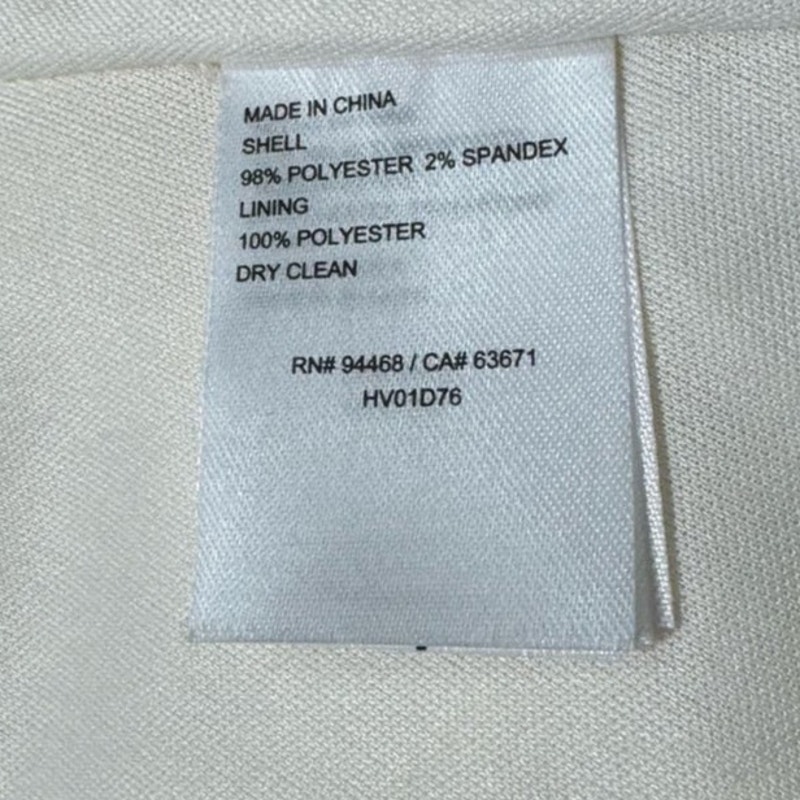 MADE IN CHINA
SHELL
98% POLYESTER 2% SPANDEX
LINING
100% POLYESTER
DRY CLEAN
RN# 94468 / CA# 63671
HV01D76